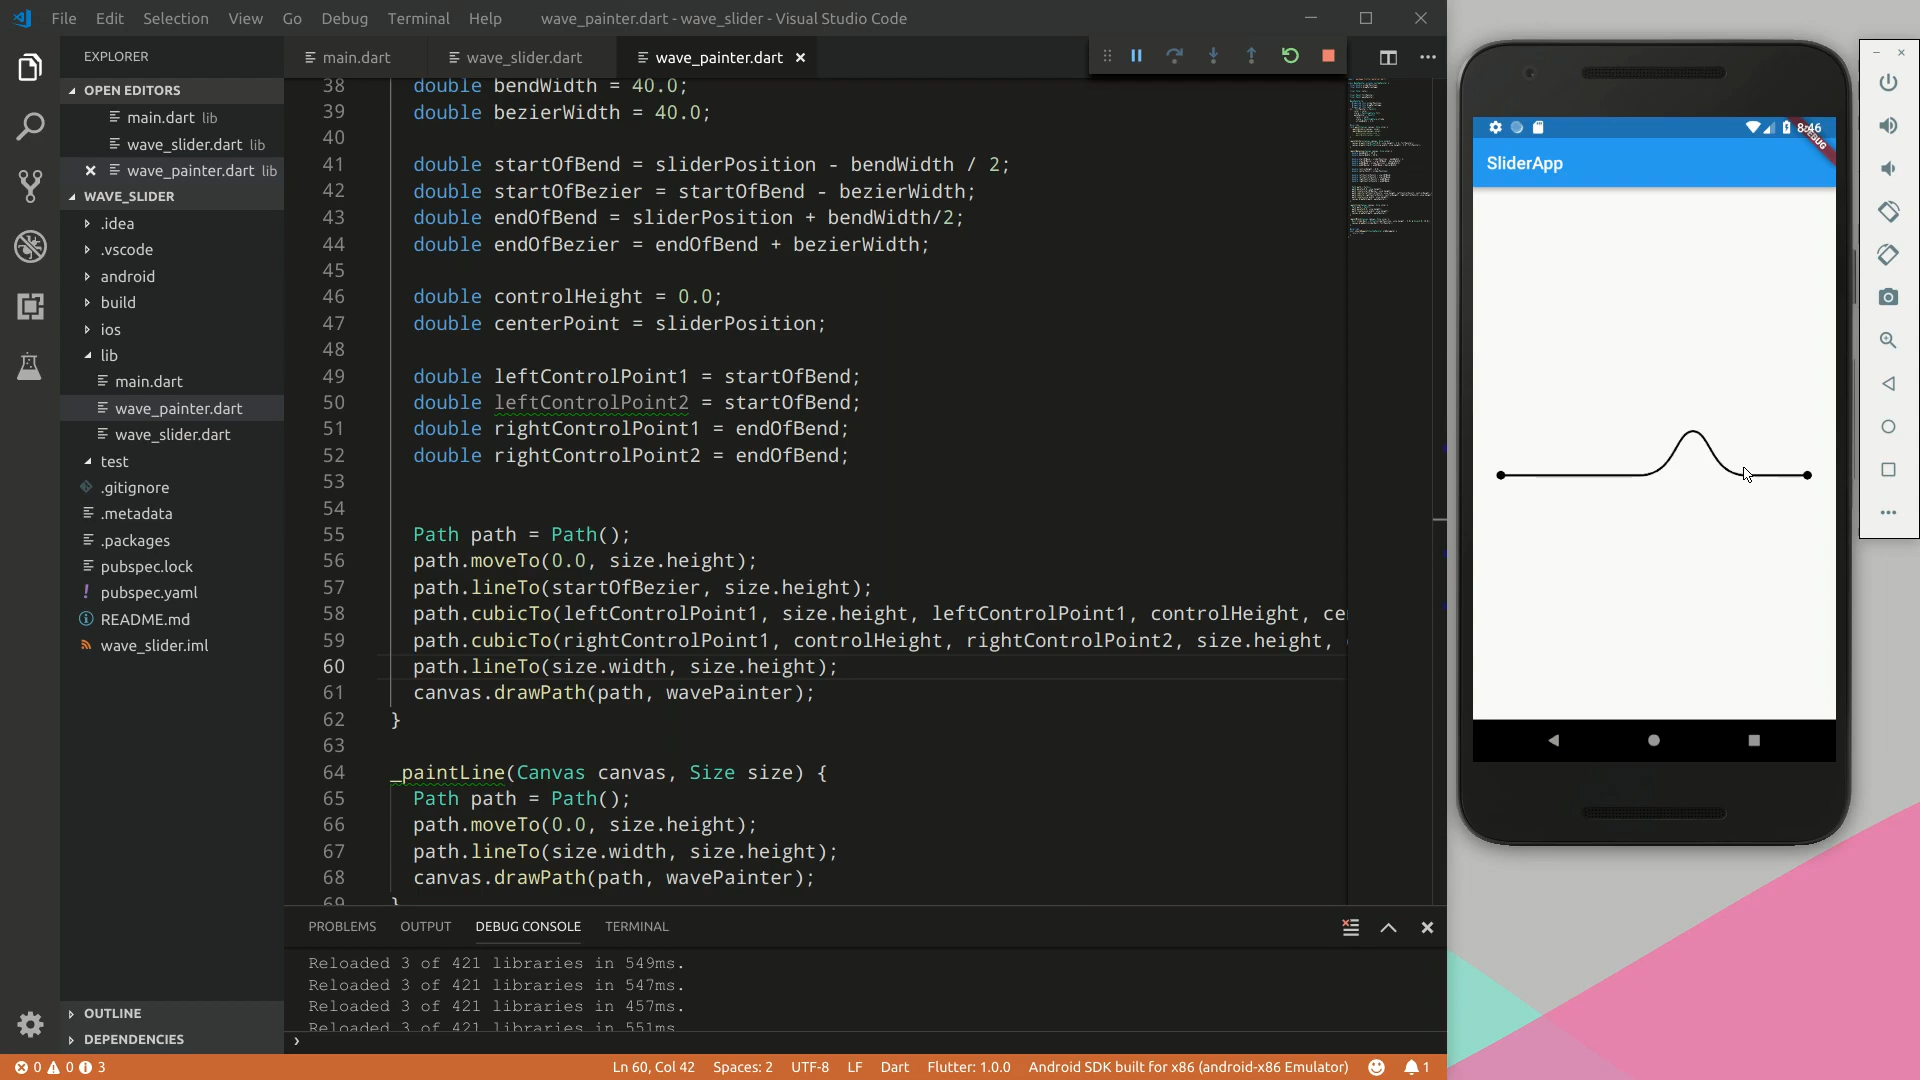 File Edit Selection View Go Debug Terminal Help
wave_painter.dart - wave_slider - Visual Studio Code
EXPLORER
OPEN EDITORS
main.dart lib
wave_slider.dart lib
wave_painter.dart lib
WAVE_SLIDER
.idea
.vscode
android
build
ios
lib
main.dart
wave_painter.dart
wave_slider.dart
test
.gitignore
.metadata
.packages
pubspec.lock
pubspec.yaml
README.md
wave_slider.iml
OUTLINE
DEPENDENCIES
main.dart wave_slider.dart wave_painter.dart
38 double bendWidth = 40.0;
39 double bezierWidth = 40.0;
40
41 double startOfBend = sliderPosition - bendWidth / 2;
42 double startOfBezier = startOfBend - bezierWidth;
43 double endOfBend = sliderPosition + bendWidth/2;
44 double endOfBezier = endOfBend + bezierWidth;
45
46 double controlHeight = 0.0;
47 double centerPoint = sliderPosition;
48
49 double leftControlPoint1 = startOfBend;
50 double leftControlPoint2 = startOfBend;
51 double rightControlPoint1 = endOfBend;
52 double rightControlPoint2 = endOfBend;
53
54
55 Path path = Path();
56 path.moveTo(0.0, size.height);
57 path.lineTo(startOfBezier, size.height);
58 path.cubicTo(leftControlPoint1, size.height, leftControlPoint1, controlHeight, ce
59 path.cubicTo(rightControlPoint1, controlHeight, rightControlPoint2, size.height,
60 path.lineTo(size.width, size.height);
61 canvas.drawPath(path, wavePainter);
62 }
63
64 _paintLine(Canvas canvas, Size size) {
65 Path path = Path();
66 path.moveTo(0.0, size.height);
67 path.lineTo(size.width, size.height);
68 canvas.drawPath(path, wavePainter);
69 }
PROBLEMS OUTPUT DEBUG CONSOLE TERMINAL
Reloaded 3 of 421 libraries in 549ms.
Reloaded 3 of 421 libraries in 547ms.
Reloaded 3 of 421 libraries in 457ms.
Reloaded 3 of 421 libraries in 551ms.
0 0 3
Ln 60, Col 42 Spaces: 2 UTF-8 LF Dart Flutter: 1.0.0 Android SDK built for x86 (android-x86 Emulator) 1
8:46
DEBUG
SliderApp